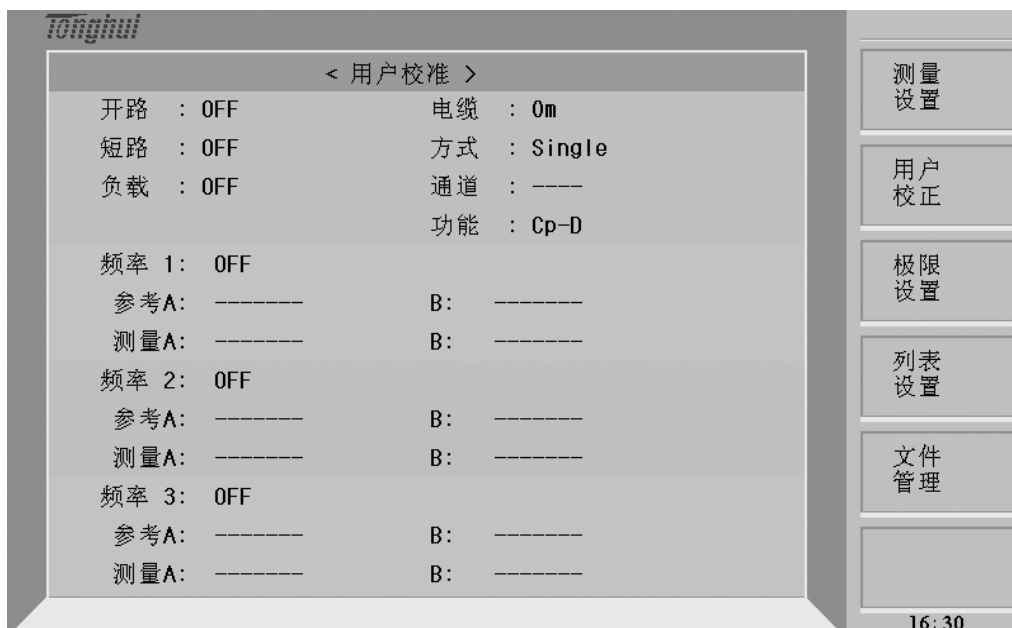 Tonghui
< 用户校准 >
开路 : OFF 电缆 : 0m
短路 : OFF 方式 : Single
负载 : OFF 通道 : ----
功能 : Cp-D
频率 1: OFF
参考A: ------- B: -------
测量A: ------- B: -------
频率 2: OFF
参考A: ------- B: -------
测量A: ------- B: -------
频率 3: OFF
参考A: ------- B: -------
测量A: ------- B: -------
测量
设置
用户
校正
极限
设置
列表
设置
文件
管理
16:30